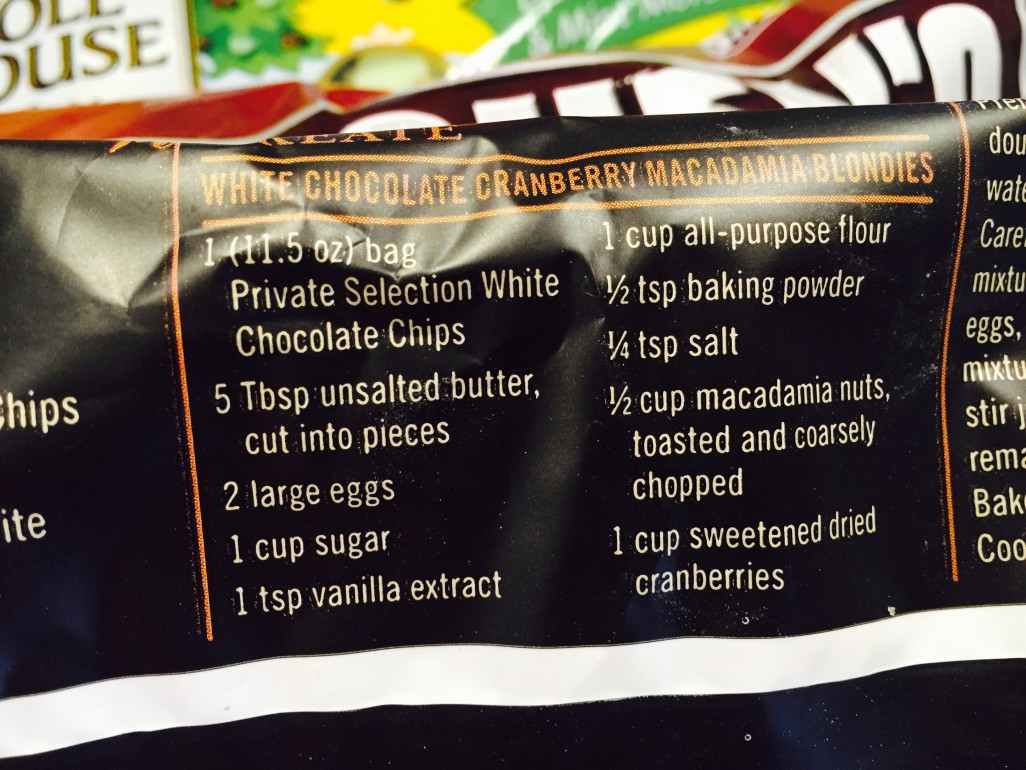 OUSE
& Mint Mors
WHITE CHOCOLATE CRANBERRY MACADAMIA BLONDIES
1 (11.5 oz) bag
Private Selection White
Chocolate Chips
5 Tbsp unsalted butter,
cut into pieces
2 large eggs
1 cup sugar
1 tsp vanilla extract
1 cup all-purpose flour
½ tsp baking powder
¼ tsp salt
½ cup macadamia nuts,
toasted and coarsely
chopped
1 cup sweetened dried
cranberries
Chips
ite
dou
wate
Care
mixtu
eggs,
mixtu
stir j
rema
Bak
Coo